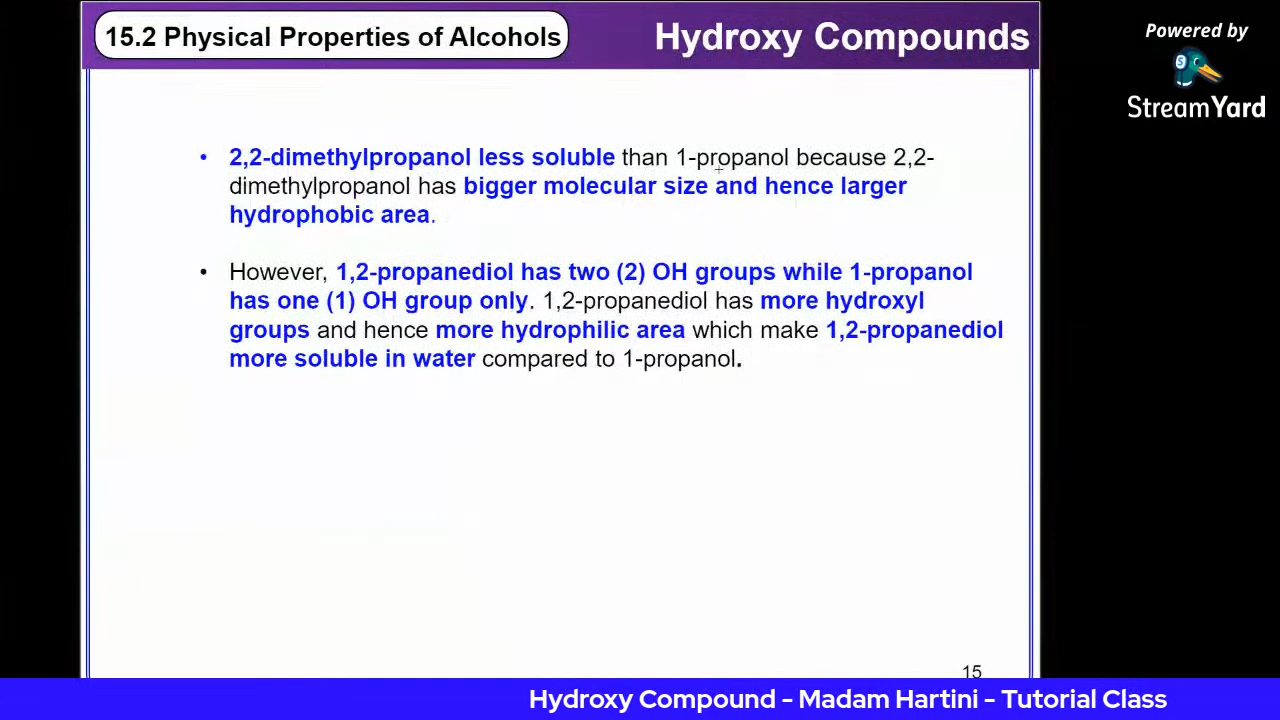 15.2 Physical Properties of Alcohols
Hydroxy Compounds
Powered by
StreamYard
• 2,2-dimethylpropanol less soluble than 1-propanol because 2,2-
dimethylpropanol has bigger molecular size and hence larger
hydrophobic area.
• However, 1,2-propanediol has two (2) OH groups while 1-propanol
has one (1) OH group only. 1,2-propanediol has more hydroxyl
groups and hence more hydrophilic area which make 1,2-propanediol
more soluble in water compared to 1-propanol.
15
Hydroxy Compound - Madam Hartini - Tutorial Class